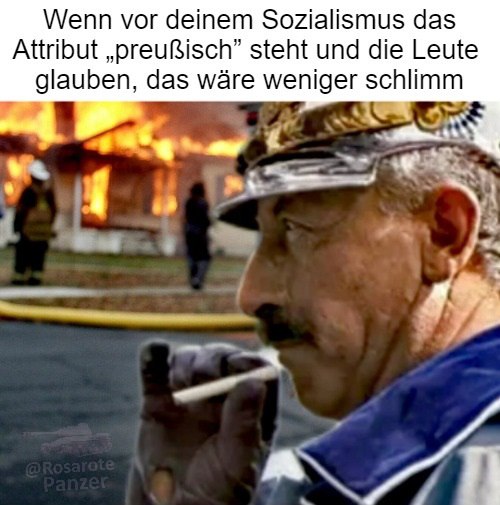 Wenn vor deinem Sozialismus das
Attribut „preußisch” steht und die Leute
glauben, das wäre weniger schlimm
@Rosarote
Panzer